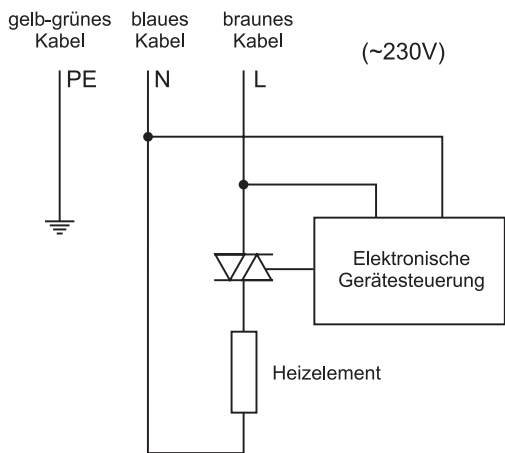 gelb-grünes
Kabel
blaues
Kabel
braunes
Kabel
(~230V)
PE
N
L
Elektronische
Gerätesteuerung
Heizelement